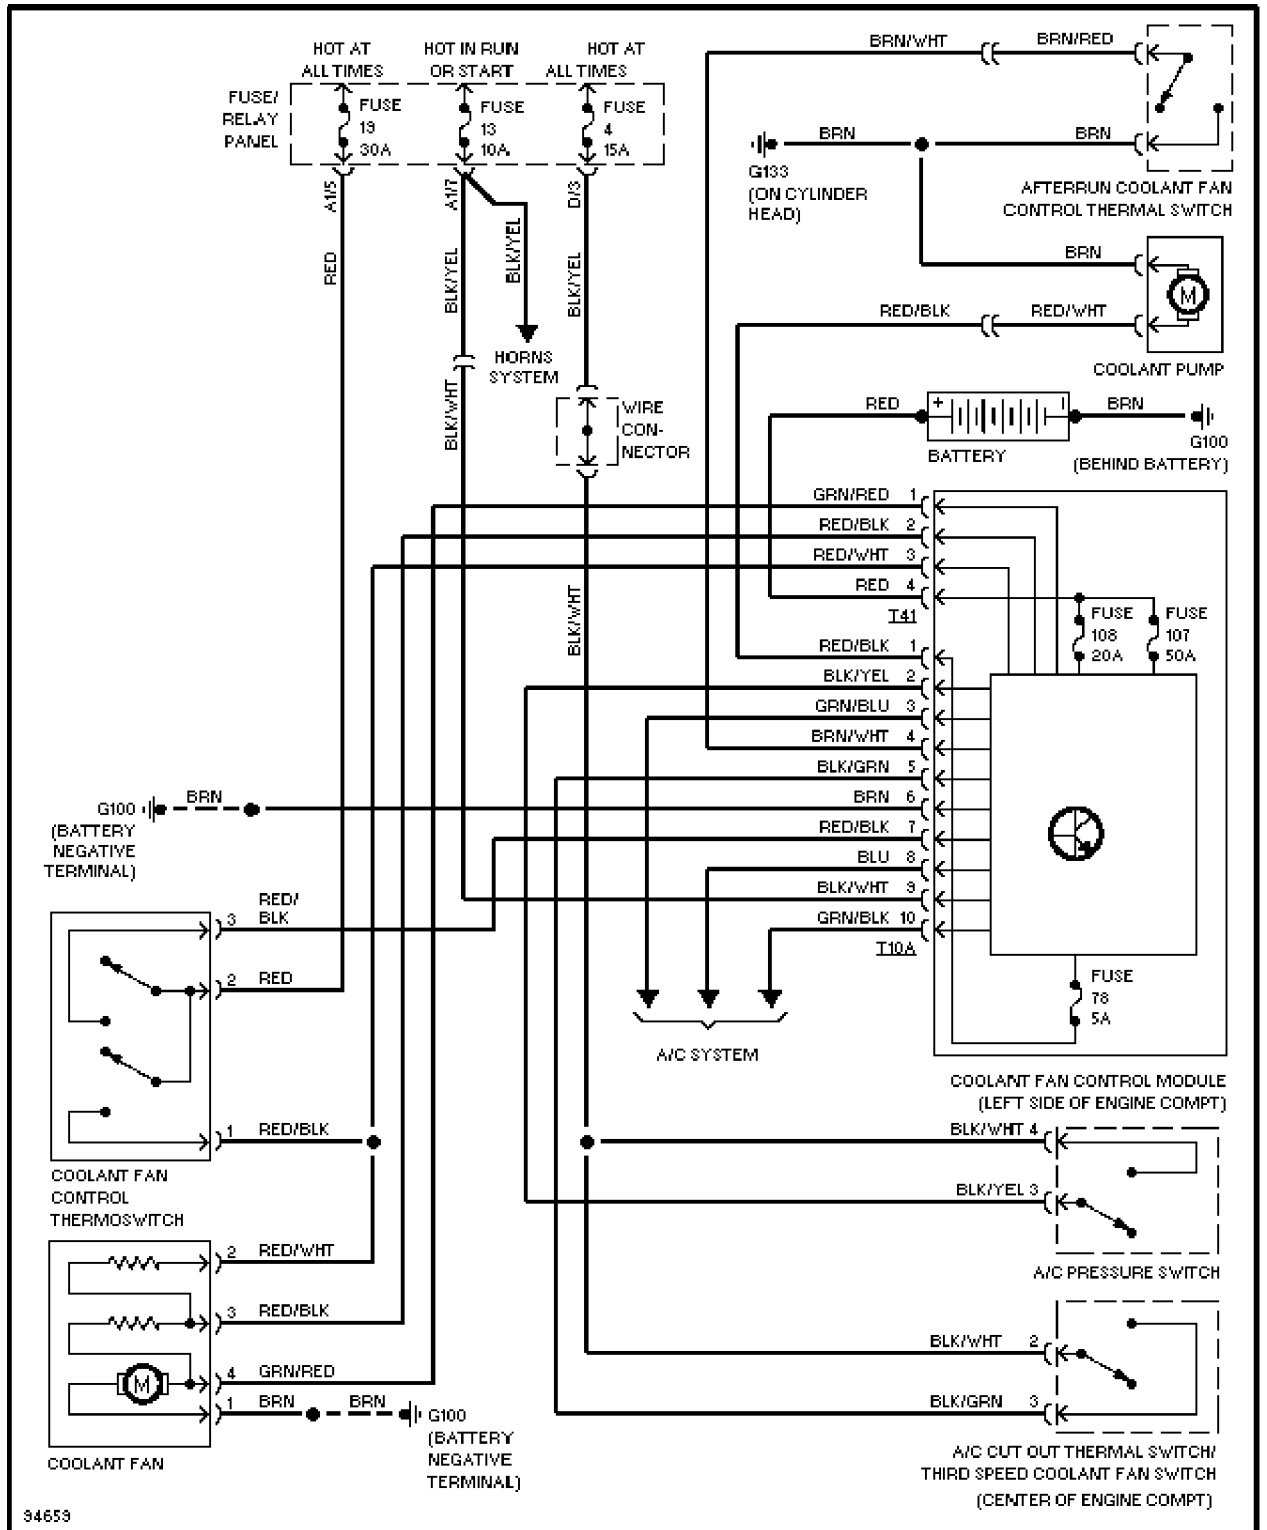 HOT AT
ALL TIMES
HOT IN RUN
OR START
HOT AT
ALL TIMES
FUSE/
RELAY
PANEL
FUSE
19
30A
FUSE
13
10A
FUSE
4
15A
A1/5
A1/7
D/3
RED
BLK/YEL
BLK/YEL
BLK/YEL
HORNS
SYSTEM
BLK/WHT
WIRE
CON-
NECTOR
BLK/WHT
BRN/WHT
BRN/RED
BRN
BRN
G133
(ON CYLINDER
HEAD)
AFTERRUN COOLANT FAN
CONTROL THERMAL SWITCH
BRN
M
RED/BLK
RED/WHT
COOLANT PUMP
RED
+
BRN
BATTERY
G100
(BEHIND BATTERY)
GRN/RED 1
RED/BLK 2
RED/WHT 3
RED 4
T41
FUSE
108
20A
FUSE
107
50A
RED/BLK 1
BLK/YEL 2
GRN/BLU 3
BRN/WHT 4
BLK/GRN 5
BRN 6
RED/BLK 7
BLU 8
BLK/WHT 9
GRN/BLK 10
T10A
FUSE
78
5A
A/C SYSTEM
COOLANT FAN CONTROL MODULE
(LEFT SIDE OF ENGINE COMPT)
G100
BRN
(BATTERY
NEGATIVE
TERMINAL)
3 RED/
BLK
2 RED
1 RED/BLK
COOLANT FAN
CONTROL
THERMOSWITCH
2 RED/WHT
3 RED/BLK
M
4 GRN/RED
1 BRN
BRN
G100
(BATTERY
NEGATIVE
TERMINAL)
COOLANT FAN
BLK/WHT 4
BLK/YEL 3
A/C PRESSURE SWITCH
BLK/WHT 2
BLK/GRN 3
A/C CUT OUT THERMAL SWITCH/
THIRD SPEED COOLANT FAN SWITCH
(CENTER OF ENGINE COMPT)
94659